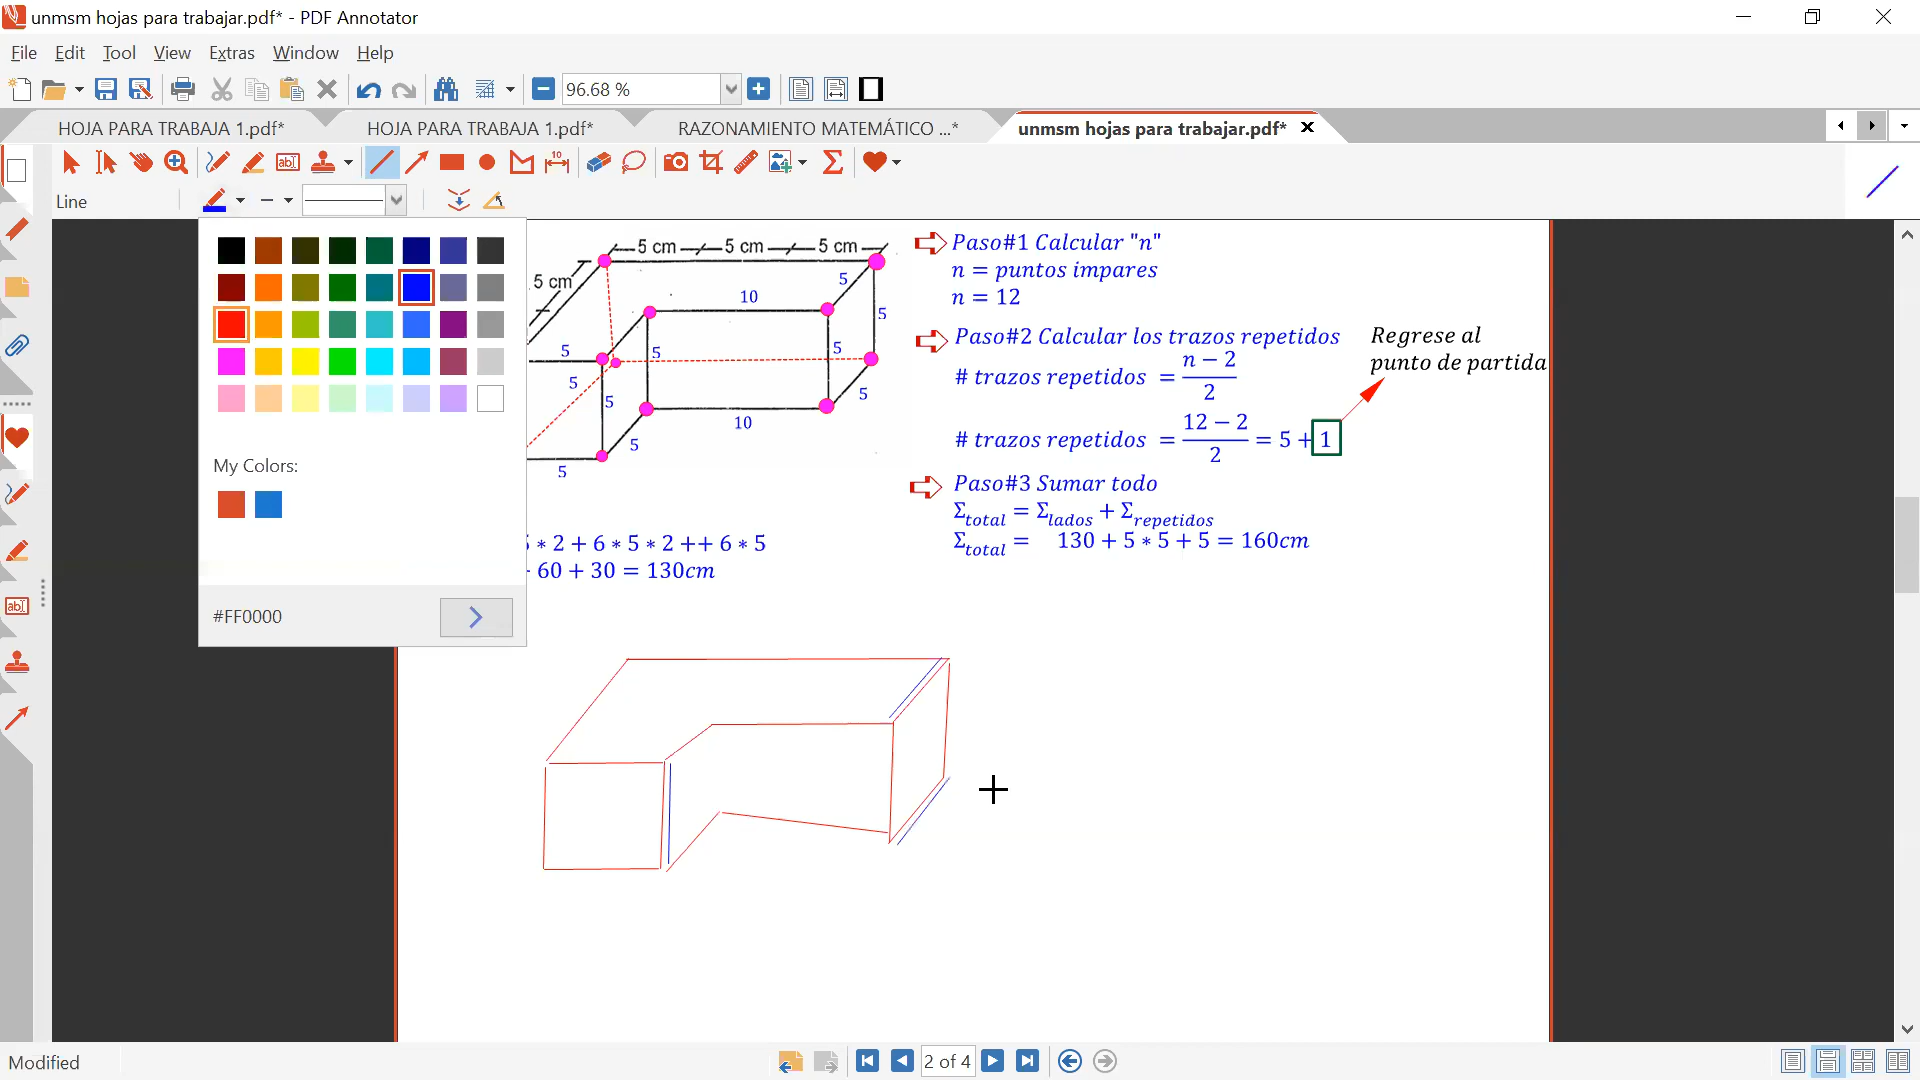 unmsm hojas para trabajar.pdf* - PDF Annotator
File Edit Tool View Extras Window Help
96.68 %
HOJA PARA TRABAJA 1.pdf*
HOJA PARA TRABAJA 1.pdf*
RAZONAMIENTO MATEMÁTICO ...*
unmsm hojas para trabajar.pdf*
Line
My Colors:
#FF0000
5 cm 5 cm 5 cm
5 cm
5
10
5
5
5
5
5
5
5
5
10
5
Paso#1 Calcular "n"
n = puntos impares
n = 12
Paso#2 Calcular los trazos repetidos
# trazos repetidos = n − 2 / 2
# trazos repetidos = 12 − 2 / 2 = 5 + 1
Regrese al
punto de partida
Paso#3 Sumar todo
Σtotal = Σlados + Σrepetidos
Σtotal = 130 + 5 * 5 + 5 = 160cm
* 2 + 6 * 5 * 2 ++ 6 * 5
60 + 30 = 130cm
Modified
2 of 4